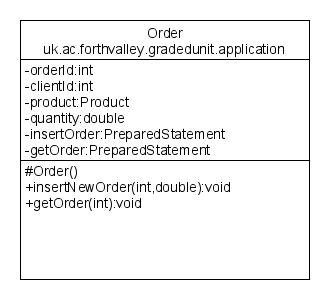 Order
uk.ac.forthvalley.gradedunit.application
-orderId:int
-clientId:int
-product:Product
-quantity:double
-insertOrder:PreparedStatement
-getOrder:PreparedStatement
#Order()
+insertNewOrder(int,double):void
+getOrder(int):void